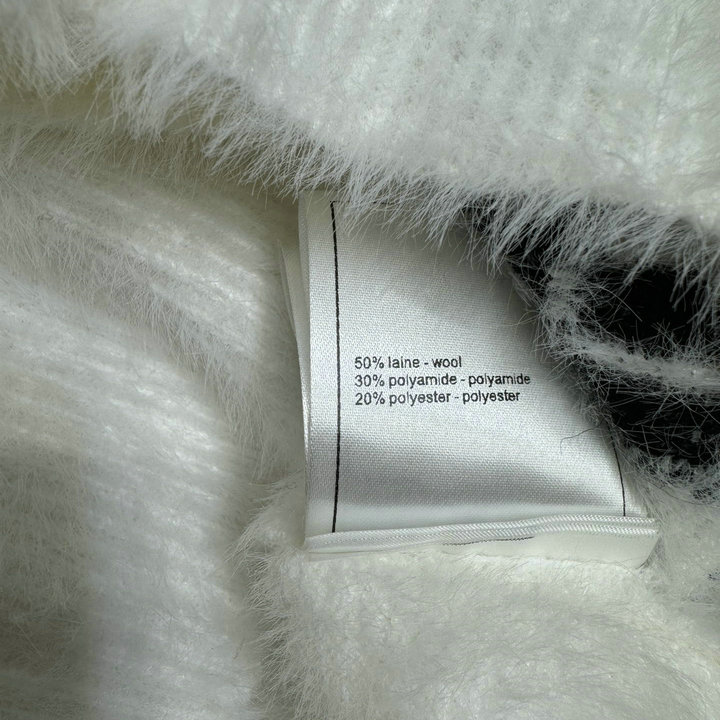 50% laine - wool
30% polyamide - polyamide
20% polyester - polyester